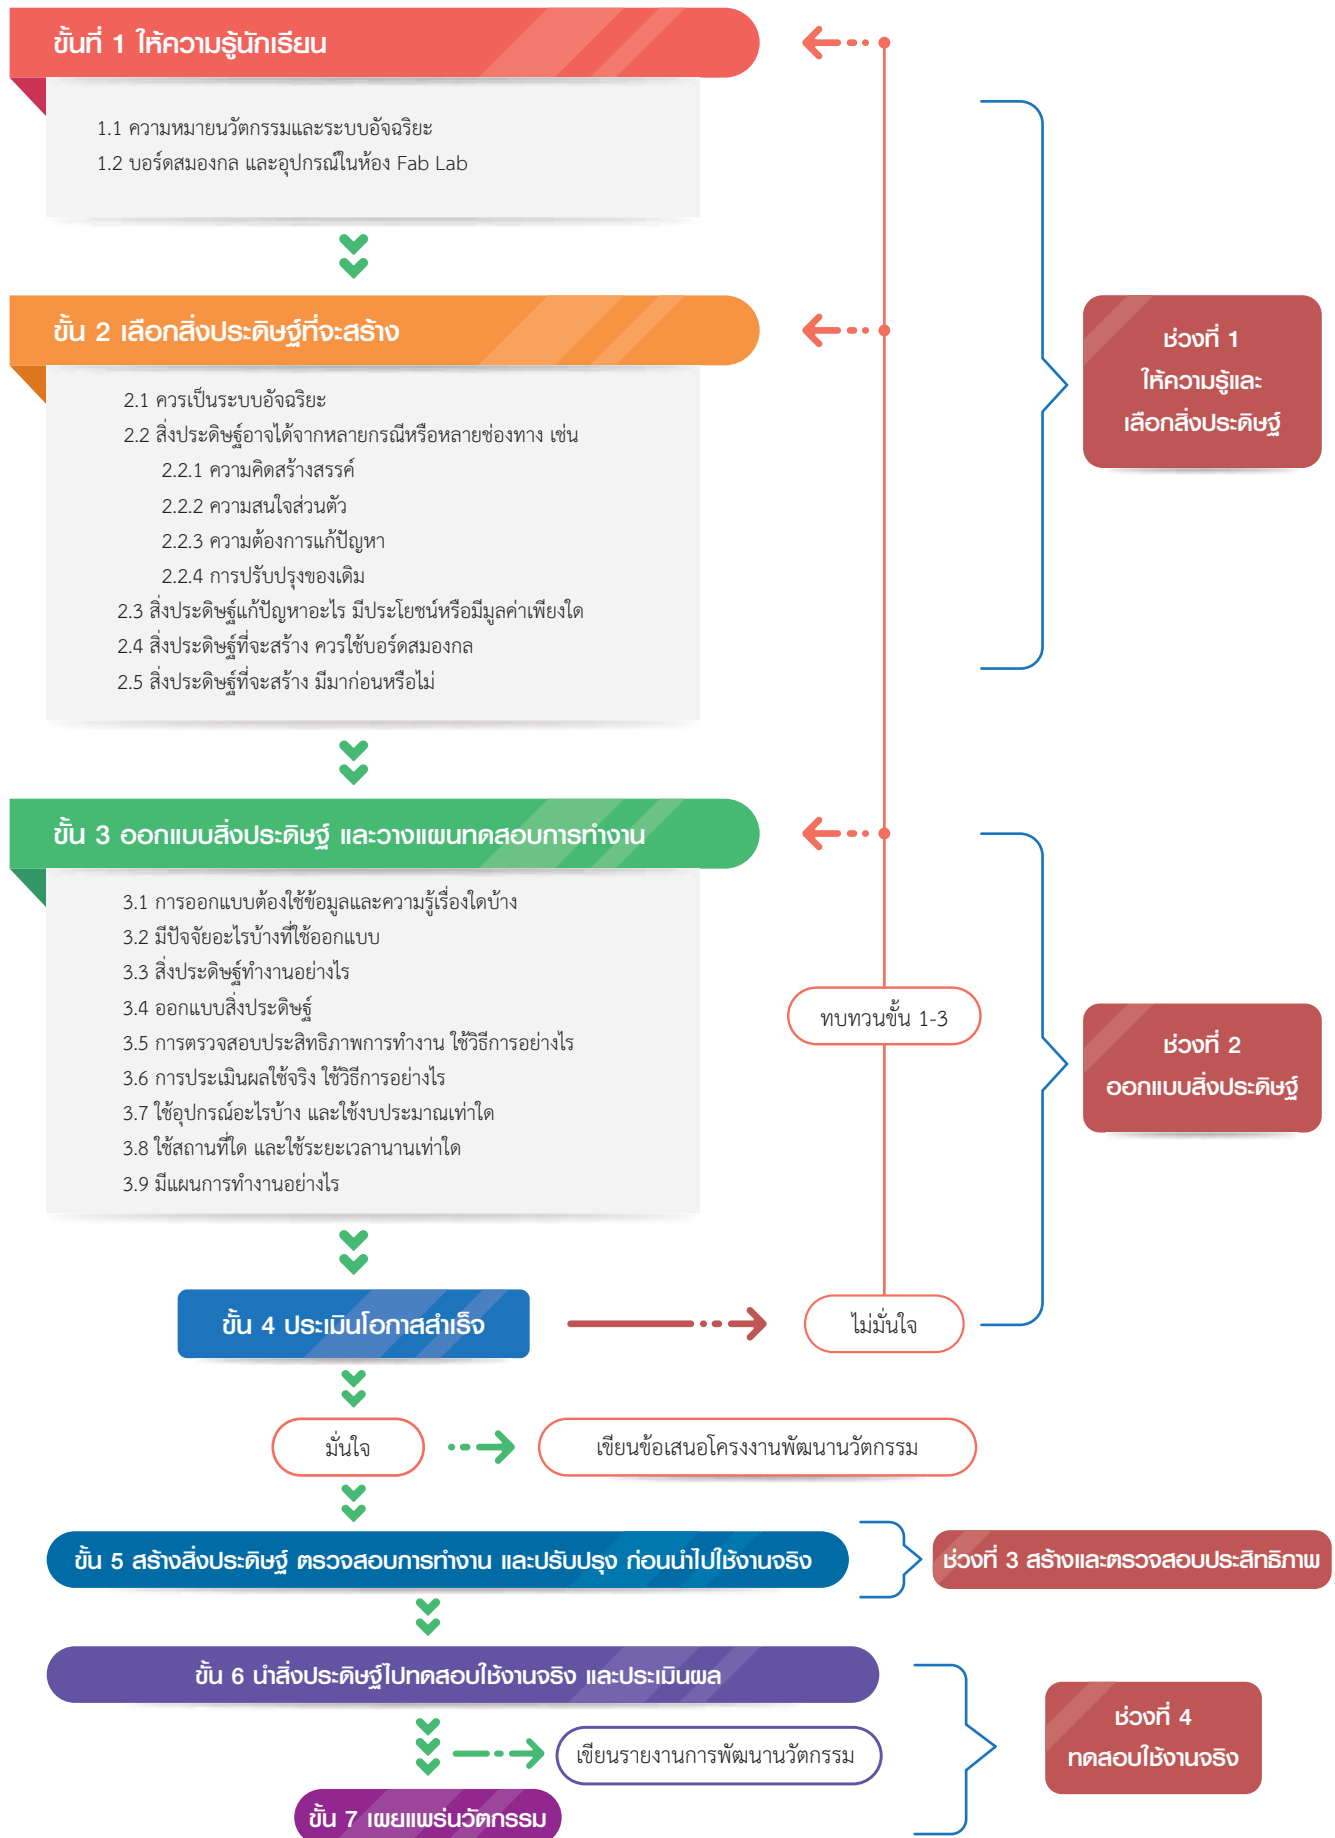 ขั้นที่ 1 ให้ความรู้นักเรียน
1.1 ความหมายนวัตกรรมและระบบอัจฉริยะ
1.2 บอร์ดสมองกล และอุปกรณ์ในห้อง Fab Lab
ขั้น 2 เลือกสิ่งประดิษฐ์ที่จะสร้าง
2.1 ควรเป็นระบบอัจฉริยะ
2.2 สิ่งประดิษฐ์อาจได้จากหลายกรณีหรือหลายช่องทาง เช่น
2.2.1 ความคิดสร้างสรรค์
2.2.2 ความสนใจส่วนตัว
2.2.3 ความต้องการแก้ปัญหา
2.2.4 การปรับปรุงของเดิม
2.3 สิ่งประดิษฐ์แก้ปัญหาอะไร มีประโยชน์หรือมีมูลค่าเพียงใด
2.4 สิ่งประดิษฐ์ที่จะสร้าง ควรใช้บอร์ดสมองกล
2.5 สิ่งประดิษฐ์ที่จะสร้าง มีมาก่อนหรือไม่
ช่วงที่ 1
ให้ความรู้และ
เลือกสิ่งประดิษฐ์
ขั้น 3 ออกแบบสิ่งประดิษฐ์ และวางแผนทดสอบการทำงาน
3.1 การออกแบบต้องใช้ข้อมูลและความรู้เรื่องใดบ้าง
3.2 มีปัจจัยอะไรบ้างที่ใช้ออกแบบ
3.3 สิ่งประดิษฐ์ทำงานอย่างไร
3.4 ออกแบบสิ่งประดิษฐ์
3.5 การตรวจสอบประสิทธิภาพการทำงาน ใช้วิธีการอย่างไร
3.6 การประเมินผลใช้จริง ใช้วิธีการอย่างไร
3.7 ใช้อุปกรณ์อะไรบ้าง และใช้งบประมาณเท่าใด
3.8 ใช้สถานที่ใด และใช้ระยะเวลานานเท่าใด
3.9 มีแผนการทำงานอย่างไร
ทบทวนขั้น 1-3
ช่วงที่ 2
ออกแบบสิ่งประดิษฐ์
ขั้น 4 ประเมินโอกาสสำเร็จ
ไม่มั่นใจ
มั่นใจ
เขียนข้อเสนอโครงงานพัฒนานวัตกรรม
ขั้น 5 สร้างสิ่งประดิษฐ์ ตรวจสอบการทำงาน และปรับปรุง ก่อนนำไปใช้งานจริง
ช่วงที่ 3 สร้างและตรวจสอบประสิทธิภาพ
ขั้น 6 นำสิ่งประดิษฐ์ไปทดสอบใช้งานจริง และประเมินผล
เขียนรายงานการพัฒนานวัตกรรม
ช่วงที่ 4
ทดสอบใช้งานจริง
ขั้น 7 เผยแพร่นวัตกรรม